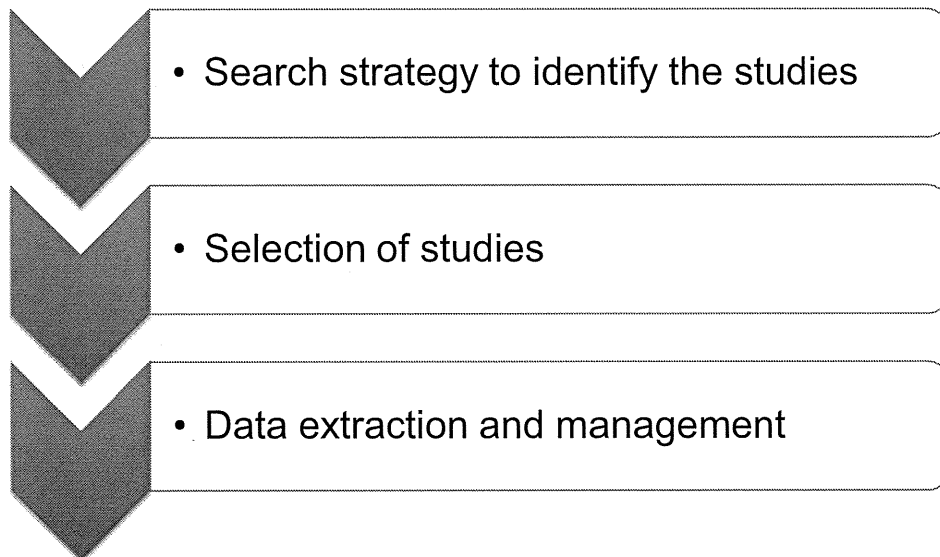 • Search strategy to identify the studies
• Selection of studies
• Data extraction and management